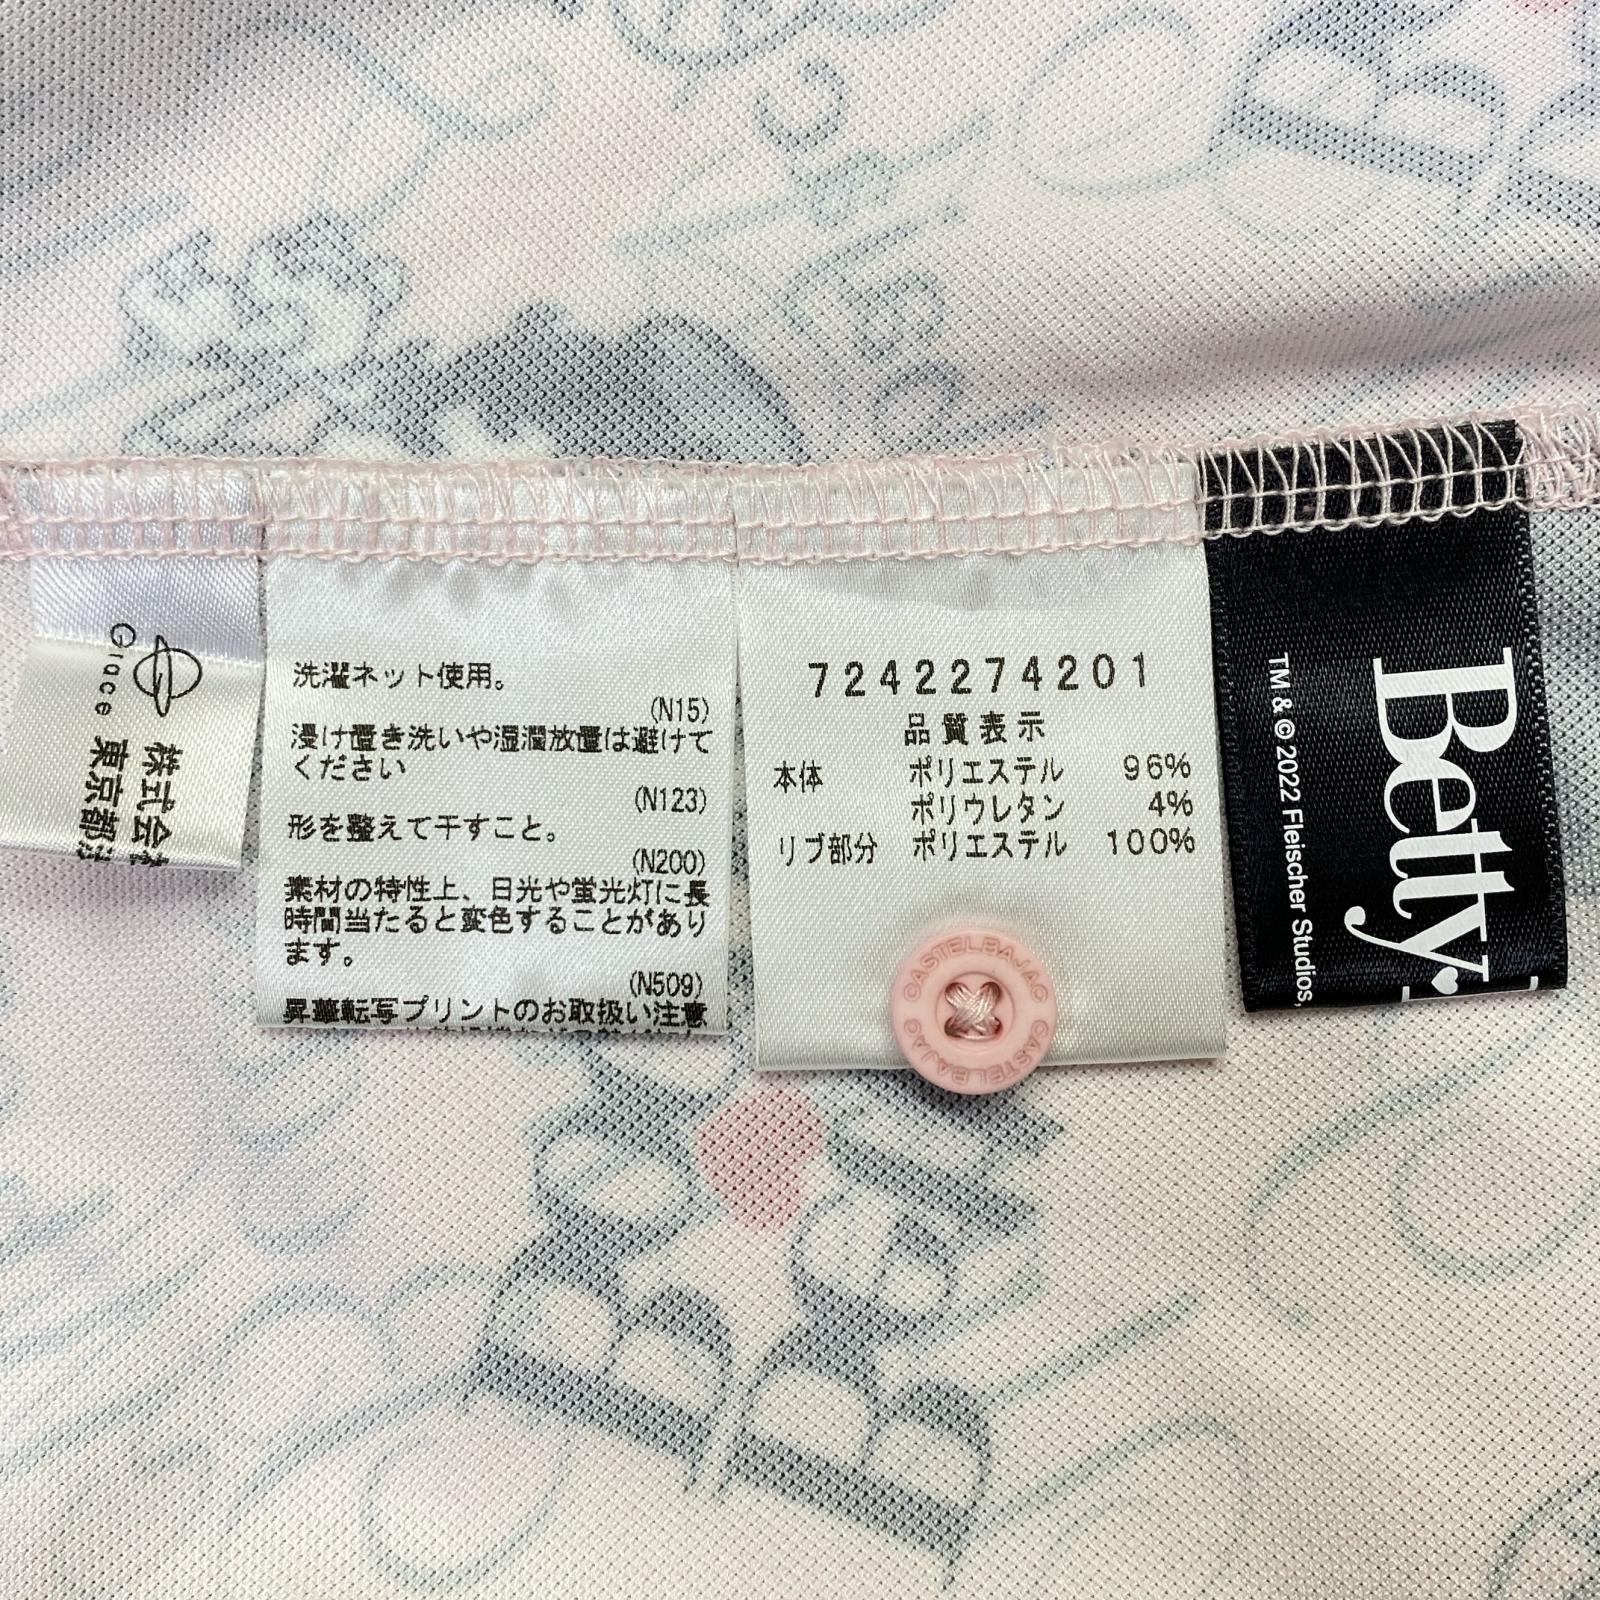 Grace
株式会社
東京都
洗濯ネット使用。
(N15)
浸け置き洗いや湿潤放置は避けて
ください
(N123)
形を整えて干すこと。
(N200)
素材の特性上、日光や蛍光灯に長
時間当たると変色することがあり
ます。
(N509)
昇華転写プリントのお取扱い注意
7242274201
品質表示
本体 ポリエステル 96%
ポリウレタン 4%
リブ部分 ポリエステル 100%
CASTELBAJAC
CASTELBAJAC
Betty
TM & © 2022 Fleischer Studios,